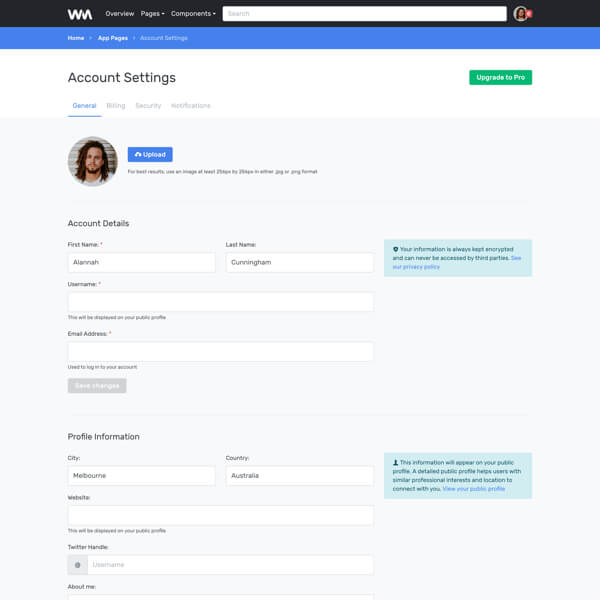 WM
Overview Pages Components Search 6
Home App Pages Account Settings
Account Settings
Upgrade to Pro
General Billing Security Notifications
Upload
For best results, use an image at least 256px by 256px in either .jpg or .png format
Account Details
First Name: * Last Name:
Alannah Cunningham
Your information is always kept encrypted
and can never be accessed by third parties. See
our privacy policy
Username: *
This will be displayed on your public profile
Email Address: *
Used to log in to your account
Save changes
Profile Information
City: Country:
Melbourne Australia
This information will appear on your public
profile. A detailed public profile helps users with
similar professional interests and location to
connect with you. View your public profile
Website:
This will be displayed on your public profile
Twitter Handle:
@ Username
About me: